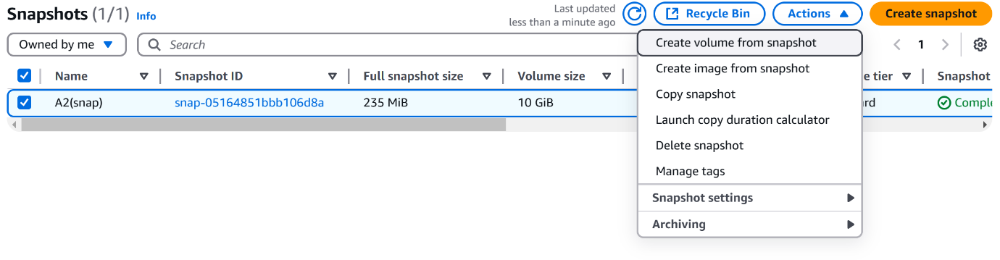 Snapshots (1/1) Info
Last updated
less than a minute ago
Recycle Bin
Actions
Create snapshot
Owned by me
Search
1
Name
Snapshot ID
Full snapshot size
Volume size
e tier
Snapshot
A2(snap)
snap-05164851bbb106d8a
235 MiB
10 GiB
rd
Comple
Create volume from snapshot
Create image from snapshot
Copy snapshot
Launch copy duration calculator
Delete snapshot
Manage tags
Snapshot settings
Archiving